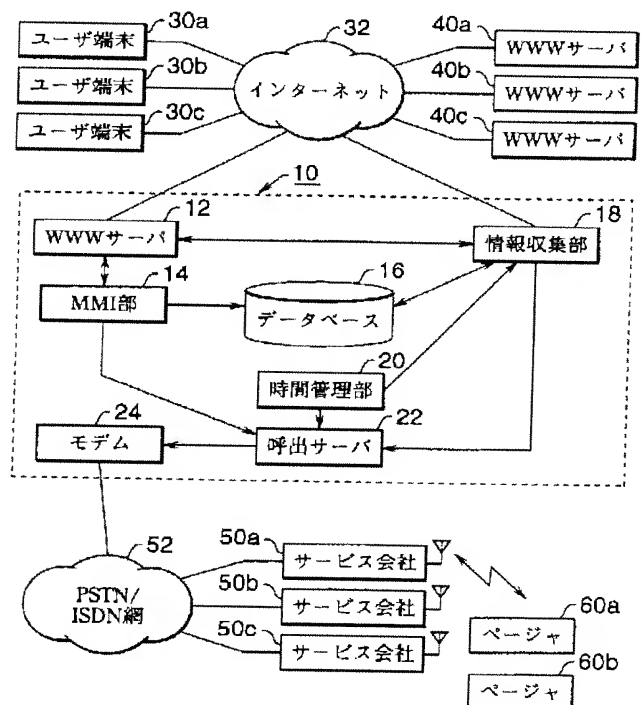 30a
ユーザ端末
30b
ユーザ端末
30c
ユーザ端末
32
インターネット
40a
WWWサーバ
40b
WWWサーバ
40c
WWWサーバ
10
12
WWWサーバ
18
情報収集部
14
MMI部
16
データベース
20
時間管理部
24
モデム
22
呼出サーバ
52
PSTN/
ISDN網
50a
サービス会社
50b
サービス会社
50c
サービス会社
60a
ページャ
60b
ページャ